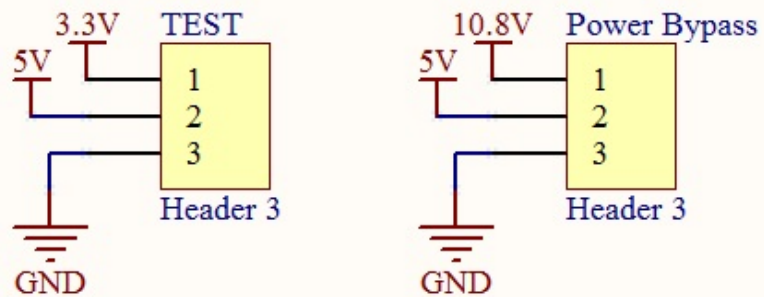 3.3V TEST
5V
1
2
3
Header 3
GND
10.8V Power Bypass
5V
1
2
3
Header 3
GND